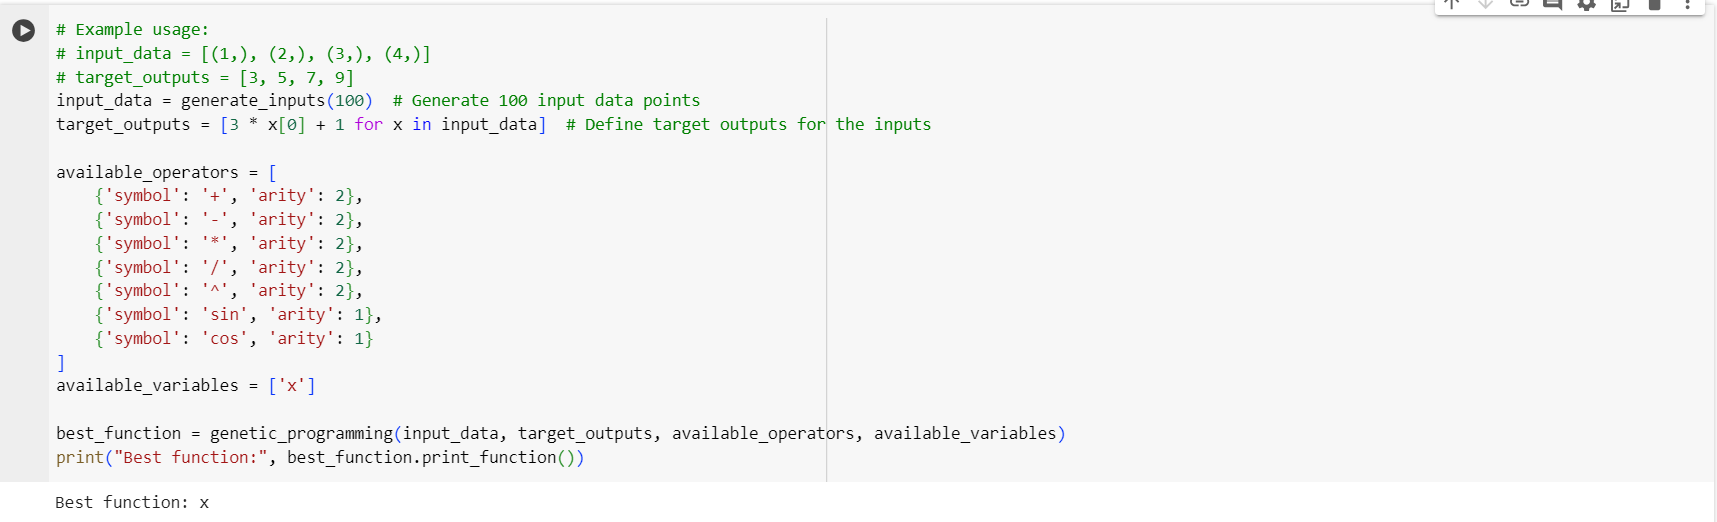 # Example usage:
# input_data = [(1,), (2,), (3,), (4,)]
# target_outputs = [3, 5, 7, 9]
input_data = generate_inputs(100)  # Generate 100 input data points
target_outputs = [3 * x[0] + 1 for x in input_data]  # Define target outputs for the inputs
available_operators = [
    {'symbol': '+', 'arity': 2},
    {'symbol': '-', 'arity': 2},
    {'symbol': '*', 'arity': 2},
    {'symbol': '/', 'arity': 2},
    {'symbol': '^', 'arity': 2},
    {'symbol': 'sin', 'arity': 1},
    {'symbol': 'cos', 'arity': 1}
]
available_variables = ['x']
best_function = genetic_programming(input_data, target_outputs, available_operators, available_variables)
print("Best function:", best_function.print_function())
Best function: x